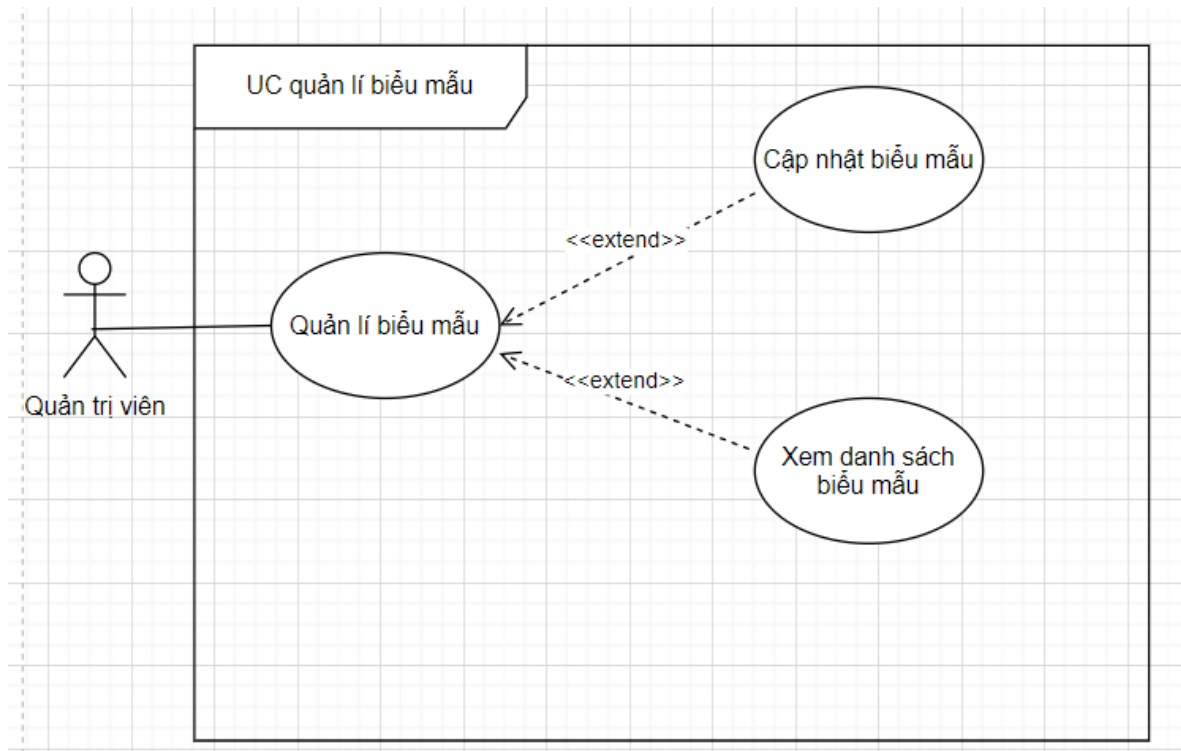 UC quản lí biểu mẫu
Cập nhật biểu mẫu
<<extend>>
Quản lí biểu mẫu
<<extend>>
Quản trị viên
Xem danh sách
biểu mẫu